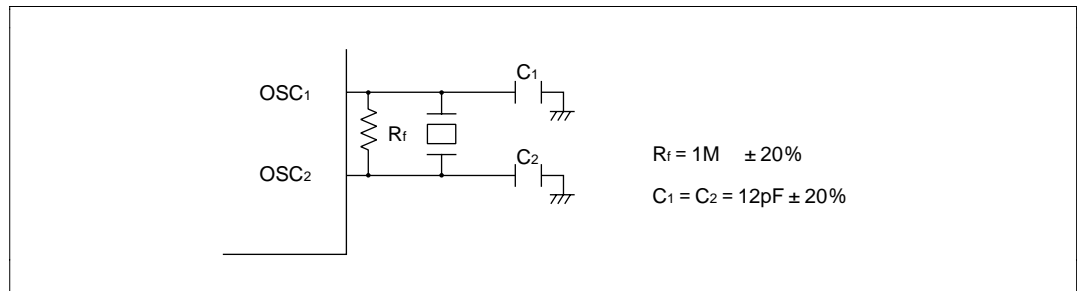 C1
OSC1
Rf
C2
OSC2
Rf = 1M ± 20%
C1 = C2 = 12pF ± 20%